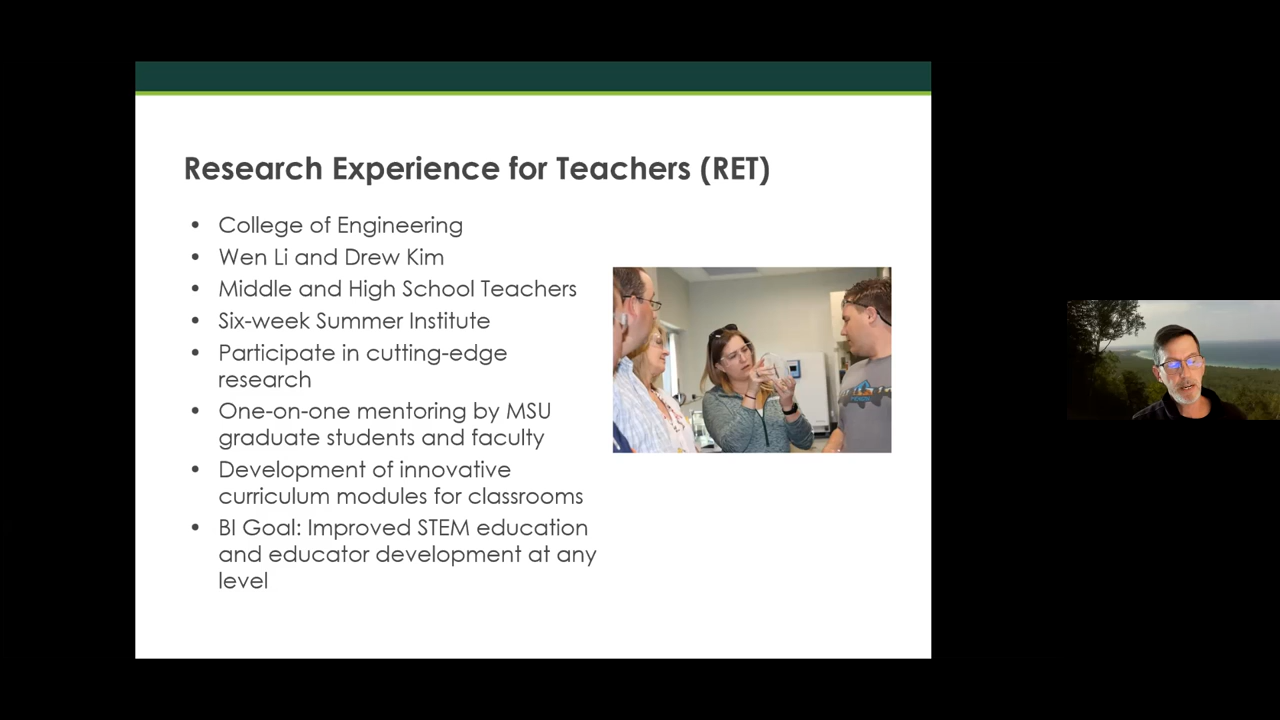 Research Experience for Teachers (RET)
• College of Engineering
• Wen Li and Drew Kim
• Middle and High School Teachers
• Six-week Summer Institute
• Participate in cutting-edge
research
• One-on-one mentoring by MSU
graduate students and faculty
• Development of innovative
curriculum modules for classrooms
• BI Goal: Improved STEM education
and educator development at any
level